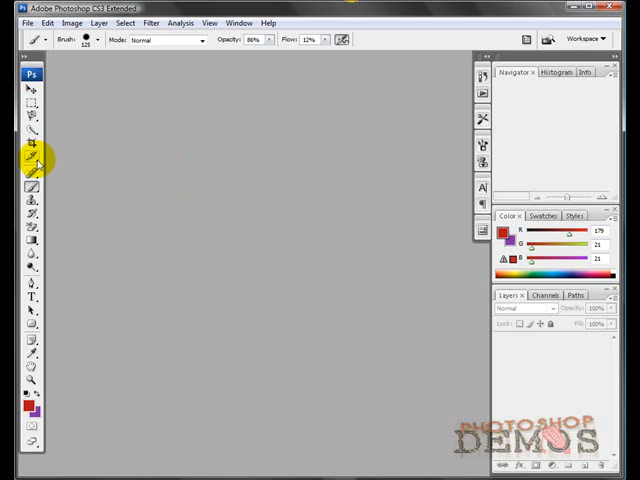 Adobe Photoshop CS3 Extended
File Edit Image Layer Select Filter Analysis View Window Help
Brush: 125 Mode: Normal Opacity: 86% Flow: 12% Workspace
Ps
Navigator x Histogram Info
Color x Swatches Styles
R 179
G 21
B 21
Layers x Channels Paths
Normal Opacity: 100%
Lock: Fill: 100%
PHOTOSHOP
DEMOS